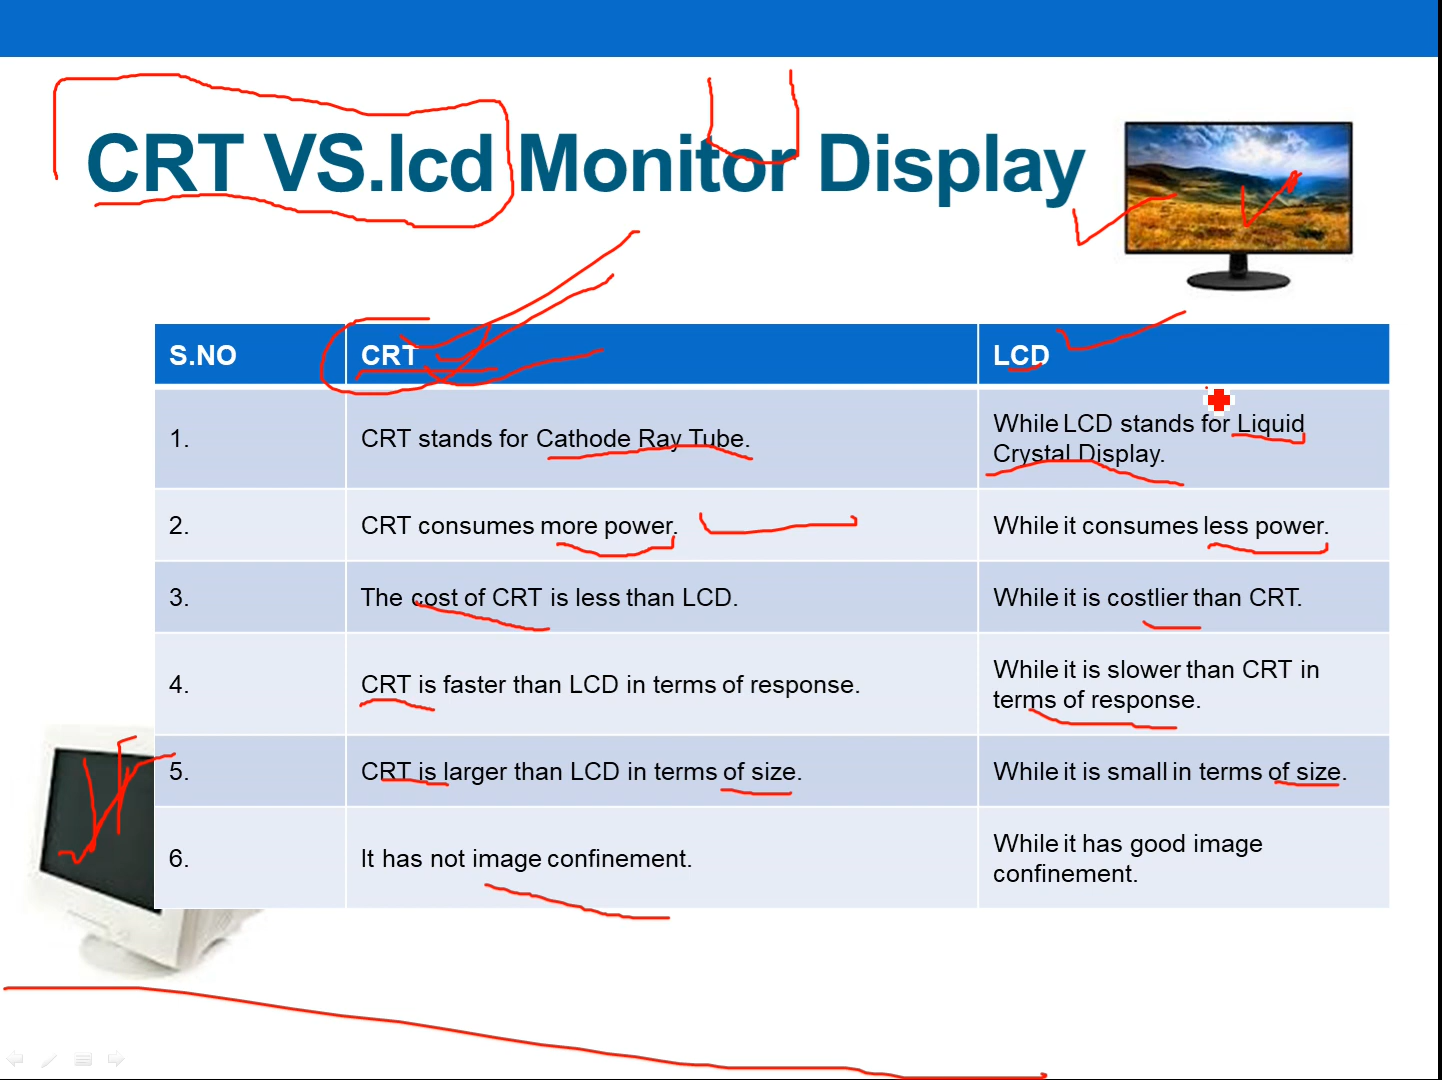 CRT VS.lcd Monitor Display
S.NO CRT LCD
1. CRT stands for Cathode Ray Tube. While LCD stands for Liquid
Crystal Display.
2. CRT consumes more power. While it consumes less power.
3. The cost of CRT is less than LCD. While it is costlier than CRT.
4. CRT is faster than LCD in terms of response. While it is slower than CRT in
terms of response.
5. CRT is larger than LCD in terms of size. While it is small in terms of size.
6. It has not image confinement. While it has good image
confinement.